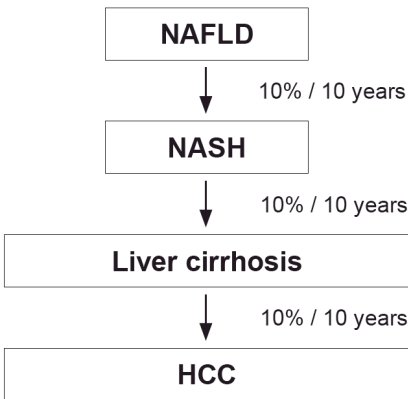 NAFLD
10% / 10 years
NASH
10% / 10 years
Liver cirrhosis
10% / 10 years
HCC